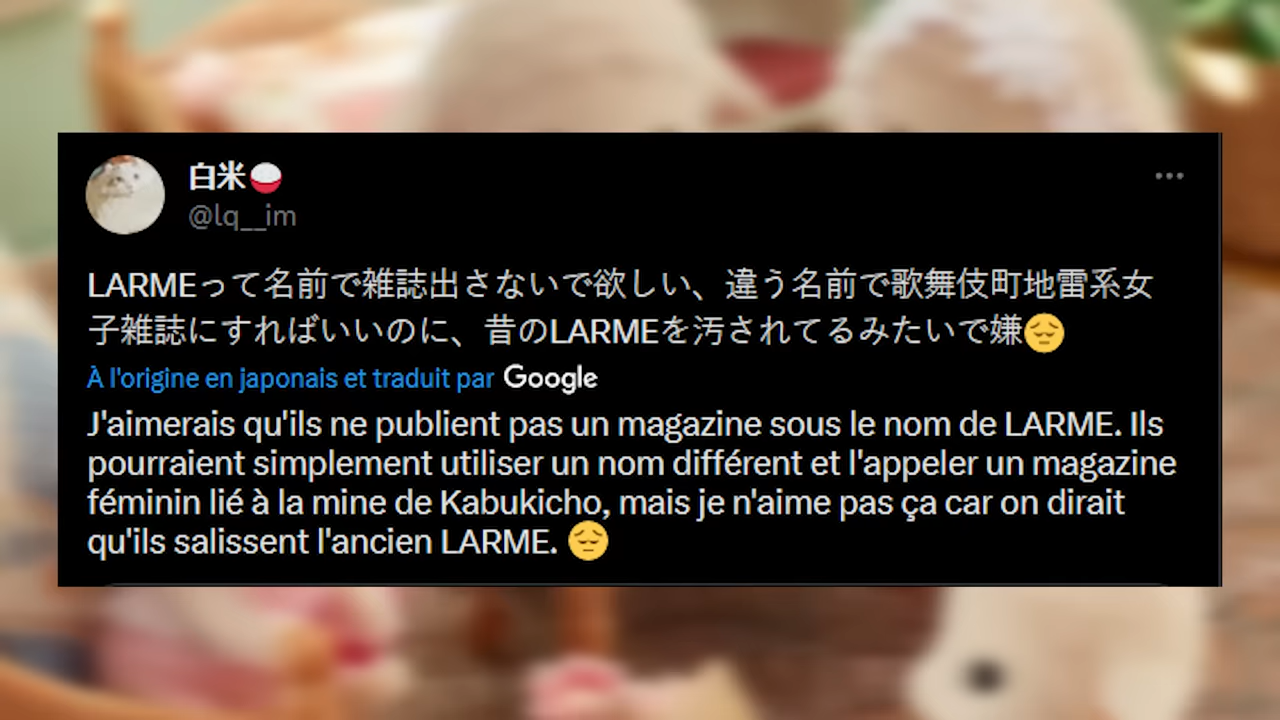 白米
@lq__im
LARMEって名前で雑誌出さないで欲しい、違う名前で歌舞伎町地雷系女
子雑誌にすればいいのに、昔のLARMEを汚されてるみたいで嫌😔
À l'origine en japonais et traduit par Google
J'aimerais qu'ils ne publient pas un magazine sous le nom de LARME. Ils
pourraient simplement utiliser un nom différent et l'appeler un magazine
féminin lié à la mine de Kabukicho, mais je n'aime pas ça car on dirait
qu'ils salissent l'ancien LARME. 😔